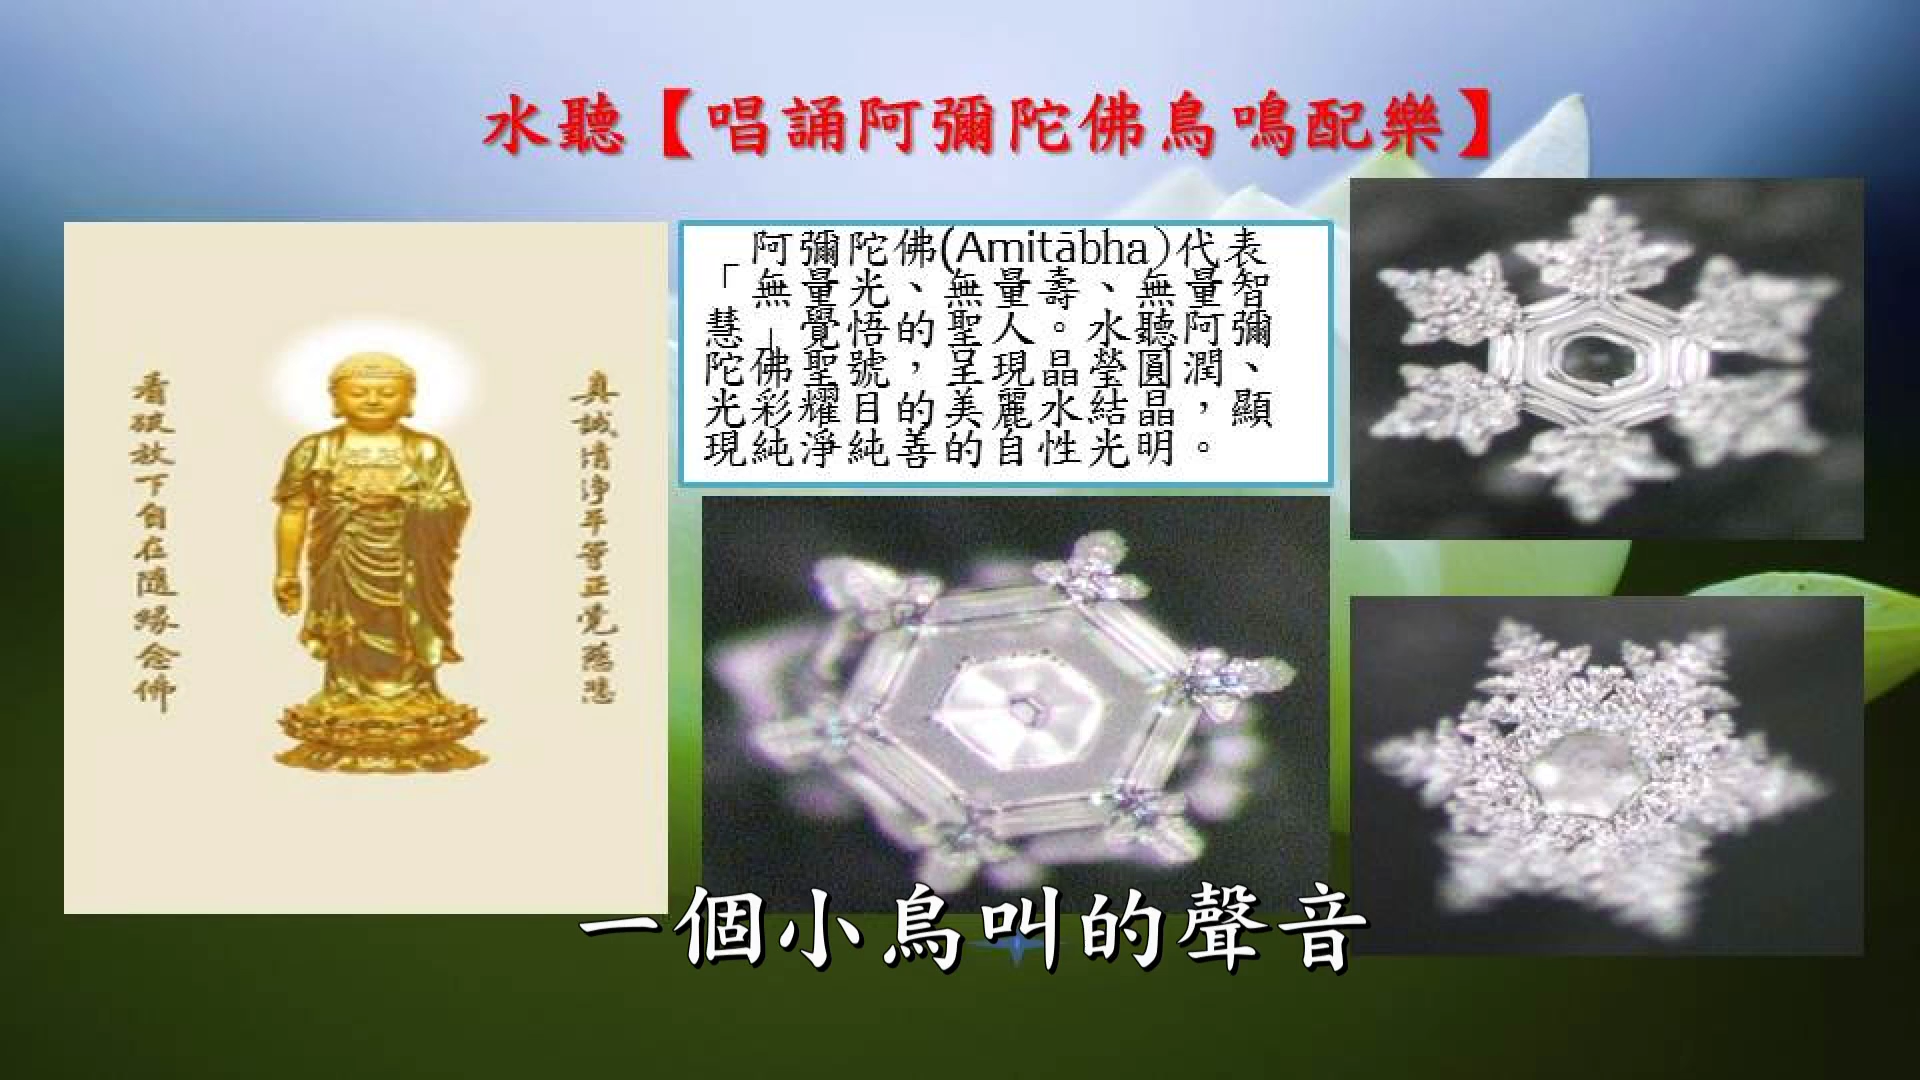 水聽【唱誦阿彌陀佛鳥鳴配樂】
真誠清淨平等正覺慈悲
看破放下自在隨緣念佛
阿彌陀佛(Amitābha)代表
「無量光、無量壽、無量智
慧」覺悟的聖人。水聽阿彌
陀佛聖號，呈現晶瑩圓潤、
光彩耀目的美麗水結晶，顯
現純淨純善的自性光明。
一個小鳥叫的聲音